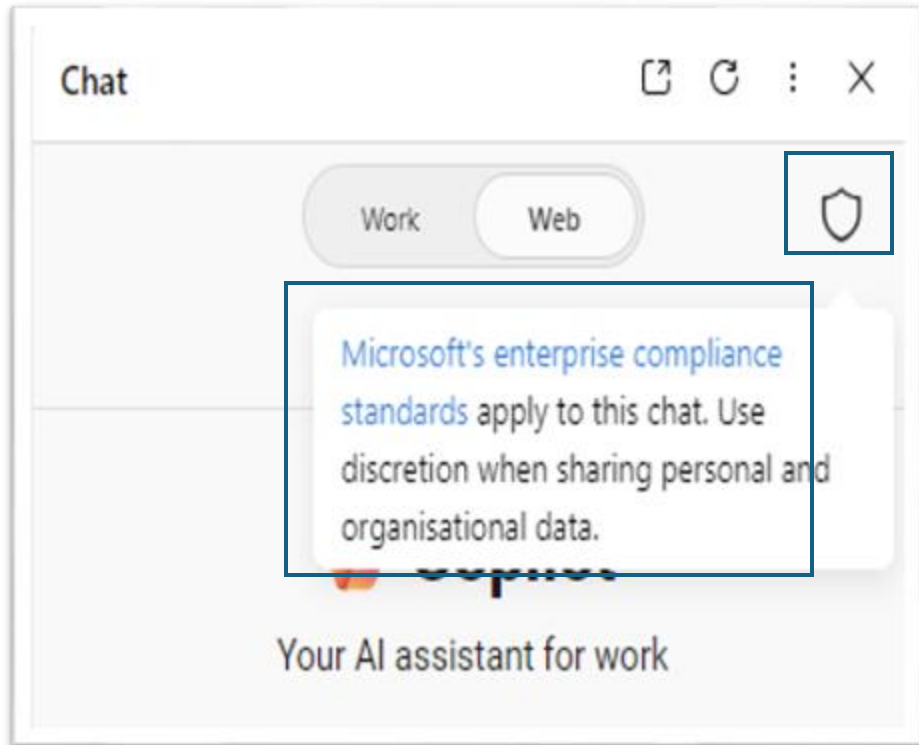 Chat
Work Web
Microsoft's enterprise compliance
standards apply to this chat. Use
discretion when sharing personal and
organisational data.
Copilot
Your AI assistant for work